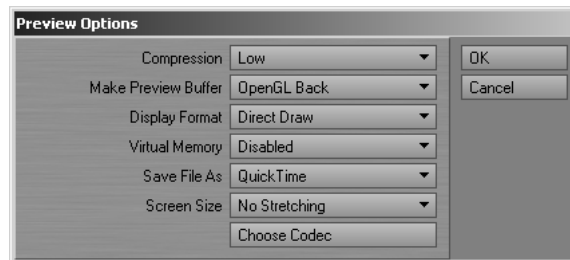 Preview Options
Compression Low OK
Make Preview Buffer OpenGL Back Cancel
Display Format Direct Draw
Virtual Memory Disabled
Save File As QuickTime
Screen Size No Stretching
Choose Codec